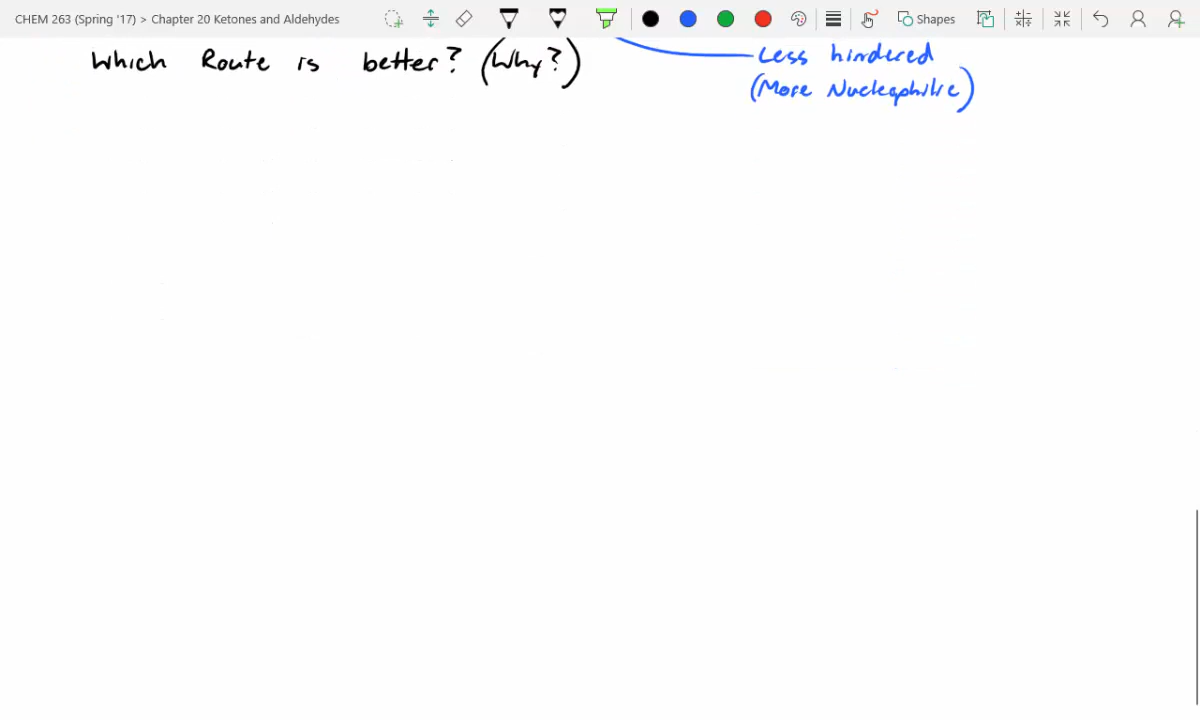 CHEM 263 (Spring '17) > Chapter 20 Ketones and Aldehydes
Shapes
Which Route is better? (Why?)
Less hindered
(More Nucleophilic)